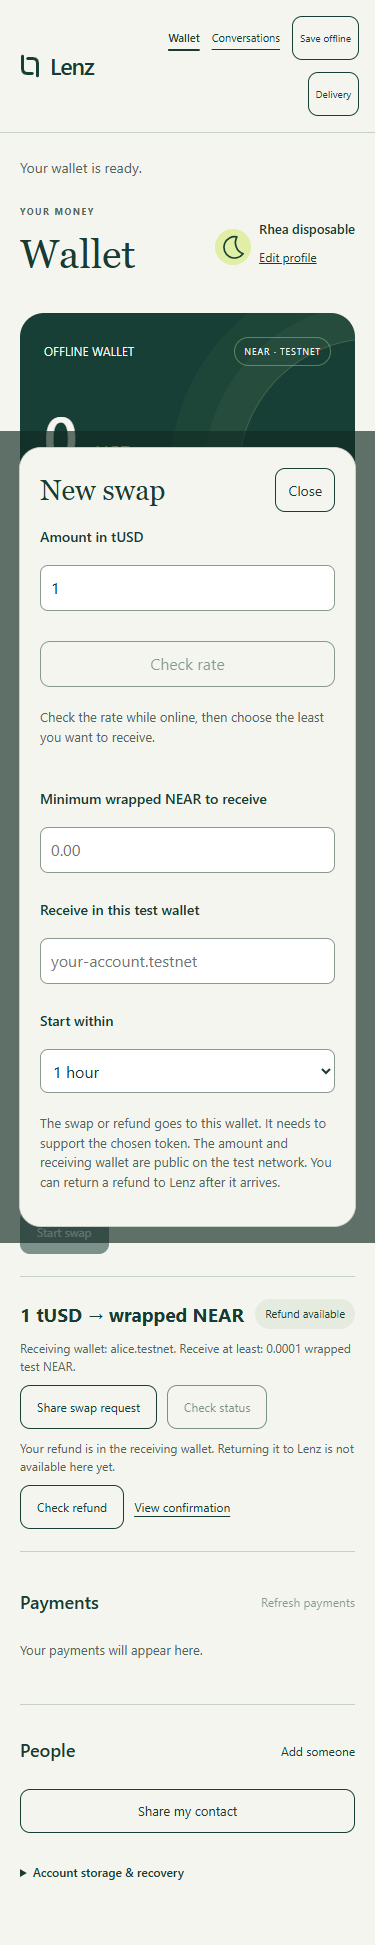 Lenz
Wallet
Conversations
Save offline
Delivery
Your wallet is ready.
YOUR MONEY
Wallet
Rhea disposable
Edit profile
OFFLINE WALLET
NEAR · TESTNET
0
New swap
Close
Amount in tUSD
1
Check rate
Check the rate while online, then choose the least
you want to receive.
Minimum wrapped NEAR to receive
0.00
Receive in this test wallet
your-account.testnet
Start within
1 hour
The swap or refund goes to this wallet. It needs to
support the chosen token. The amount and
receiving wallet are public on the test network. You
can return a refund to Lenz after it arrives.
Start swap
1 tUSD → wrapped NEAR
Refund available
Receiving wallet: alice.testnet. Receive at least: 0.0001 wrapped
test NEAR.
Share swap request
Check status
Your refund is in the receiving wallet. Returning it to Lenz is not
available here yet.
Check refund
View confirmation
Payments
Refresh payments
Your payments will appear here.
People
Add someone
Share my contact
Account storage & recovery